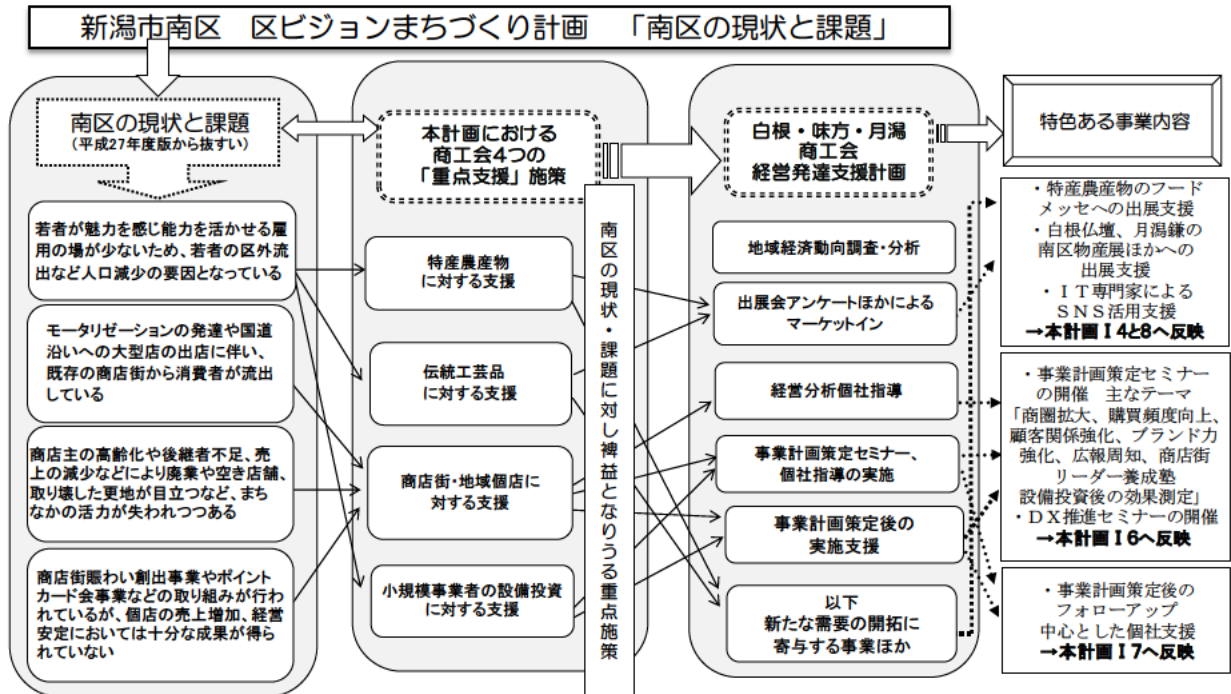 新潟市南区　区ビジョンまちづくり計画　「南区の現状と課題」
南区の現状と課題
(平成27年度版から抜すい)
若者が魅力を感じ能力を活かせる雇
用の場が少ないため、若者の区外流
出など人口減少の要因となっている
モータリゼーションの発達や国道
沿いへの大型店の出店に伴い、
既存の商店街から消費者が流出
している
商店主の高齢化や後継者不足、売
上の減少などにより廃業や空き店舗、
取り壊した更地が目立つなど、まち
なかの活力が失われつつある
商店街賑わい創出事業やポイント
カード会事業などの取り組みが行わ
れているが、個店の売上増加、経営
安定においては十分な成果が得ら
れていない
本計画における
商工会4つの
「重点支援」施策
特産農産物
に対する支援
伝統工芸品
に対する支援
商店街・地域個店に
対する支援
小規模事業者の設備投資
に対する支援
南区の現状・課題に対し裨益となりうる重点施策
白根・味方・月潟
商工会
経営発達支援計画
地域経済動向調査・分析
出展会アンケートほかによる
マーケットイン
経営分析個社指導
事業計画策定セミナー、
個社指導の実施
事業計画策定後の
実施支援
以下
新たな需要の開拓に
寄与する事業ほか
特色ある事業内容
・特産農産物のフード
メッセへの出展支援
・白根仏壇、月潟鎌の
南区物産展ほかへの
出展支援
・ＩＴ専門家による
ＳＮＳ活用支援
→本計画Ⅰ4と8へ反映
・事業計画策定セミナー
の開催　主なテーマ
「商圏拡大、購買頻度向上、
顧客関係強化、ブランド力
強化、広報周知、商店街
リーダー養成塾
設備投資後の効果測定」
・ＤＸ推進セミナーの開催
→本計画Ⅰ6へ反映
・事業計画策定後の
フォローアップ
中心とした個社支援
→本計画Ⅰ7へ反映